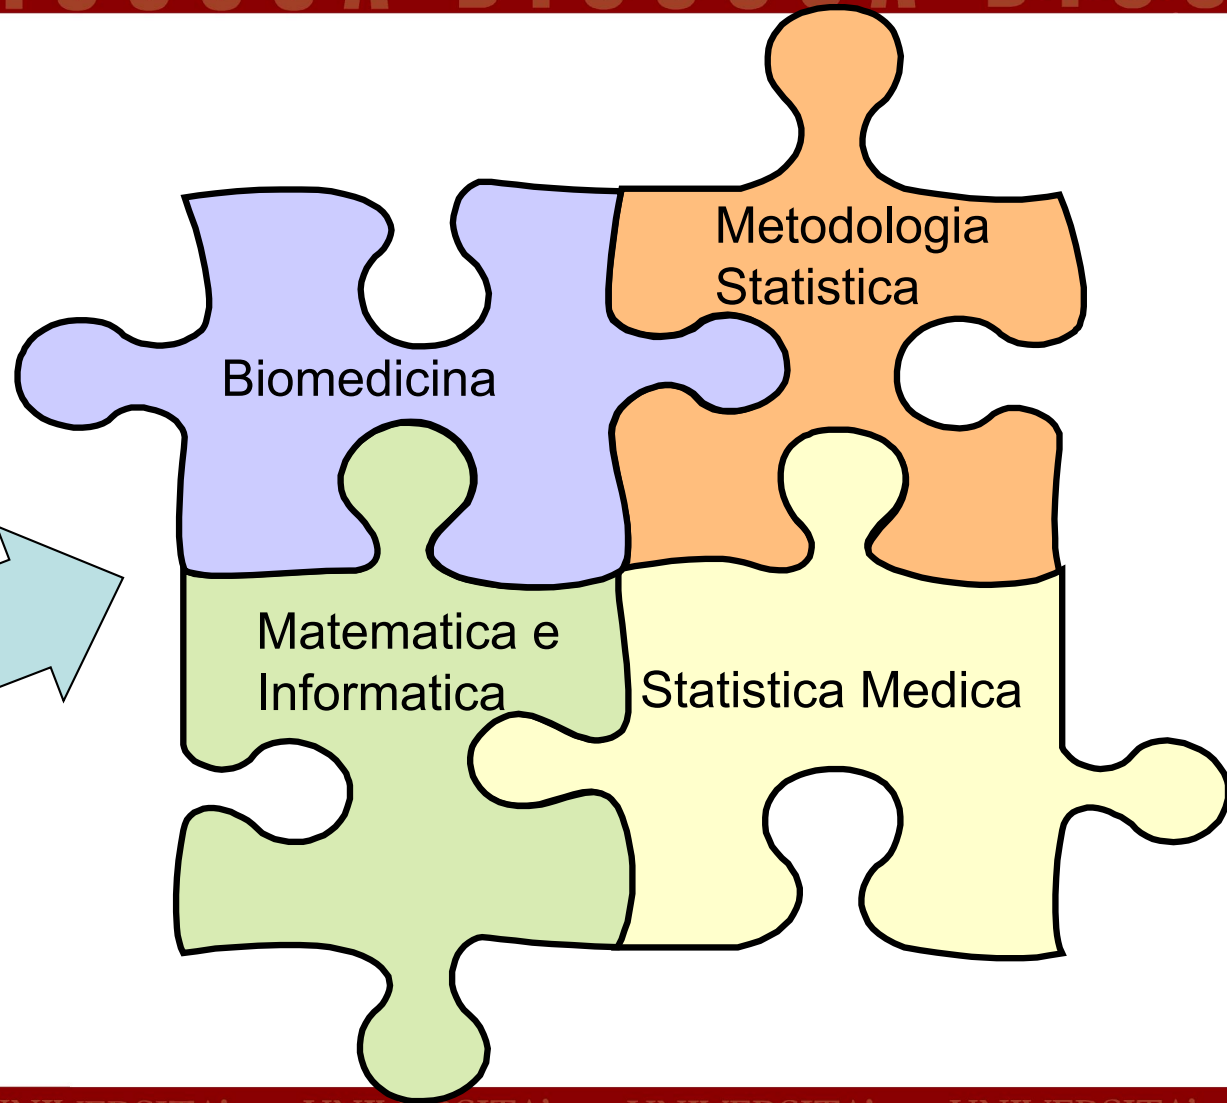 Metodologia
Statistica
Biomedicina
Matematica e
Informatica
Statistica Medica